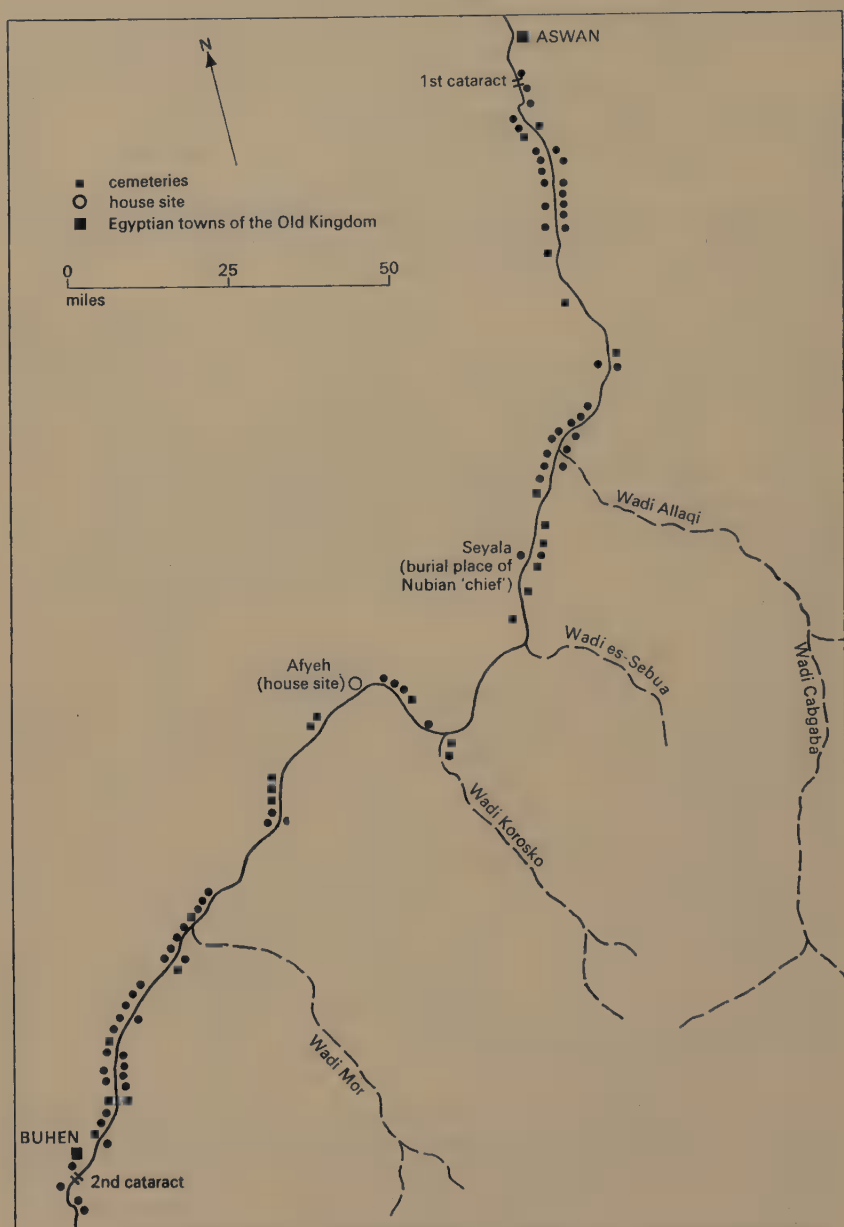 ASWAN
N
1st cataract
cemeteries
house site
Egyptian towns of the Old Kingdom
0 25 50
miles
Wadi Allaqi
Seyala
(burial place of
Nubian 'chief')
Wadi es-Sebua
Wadi Cabgaba
Afyeh
(house site)
Wadi Korosko
Wadi Mor
BUHEN
2nd cataract